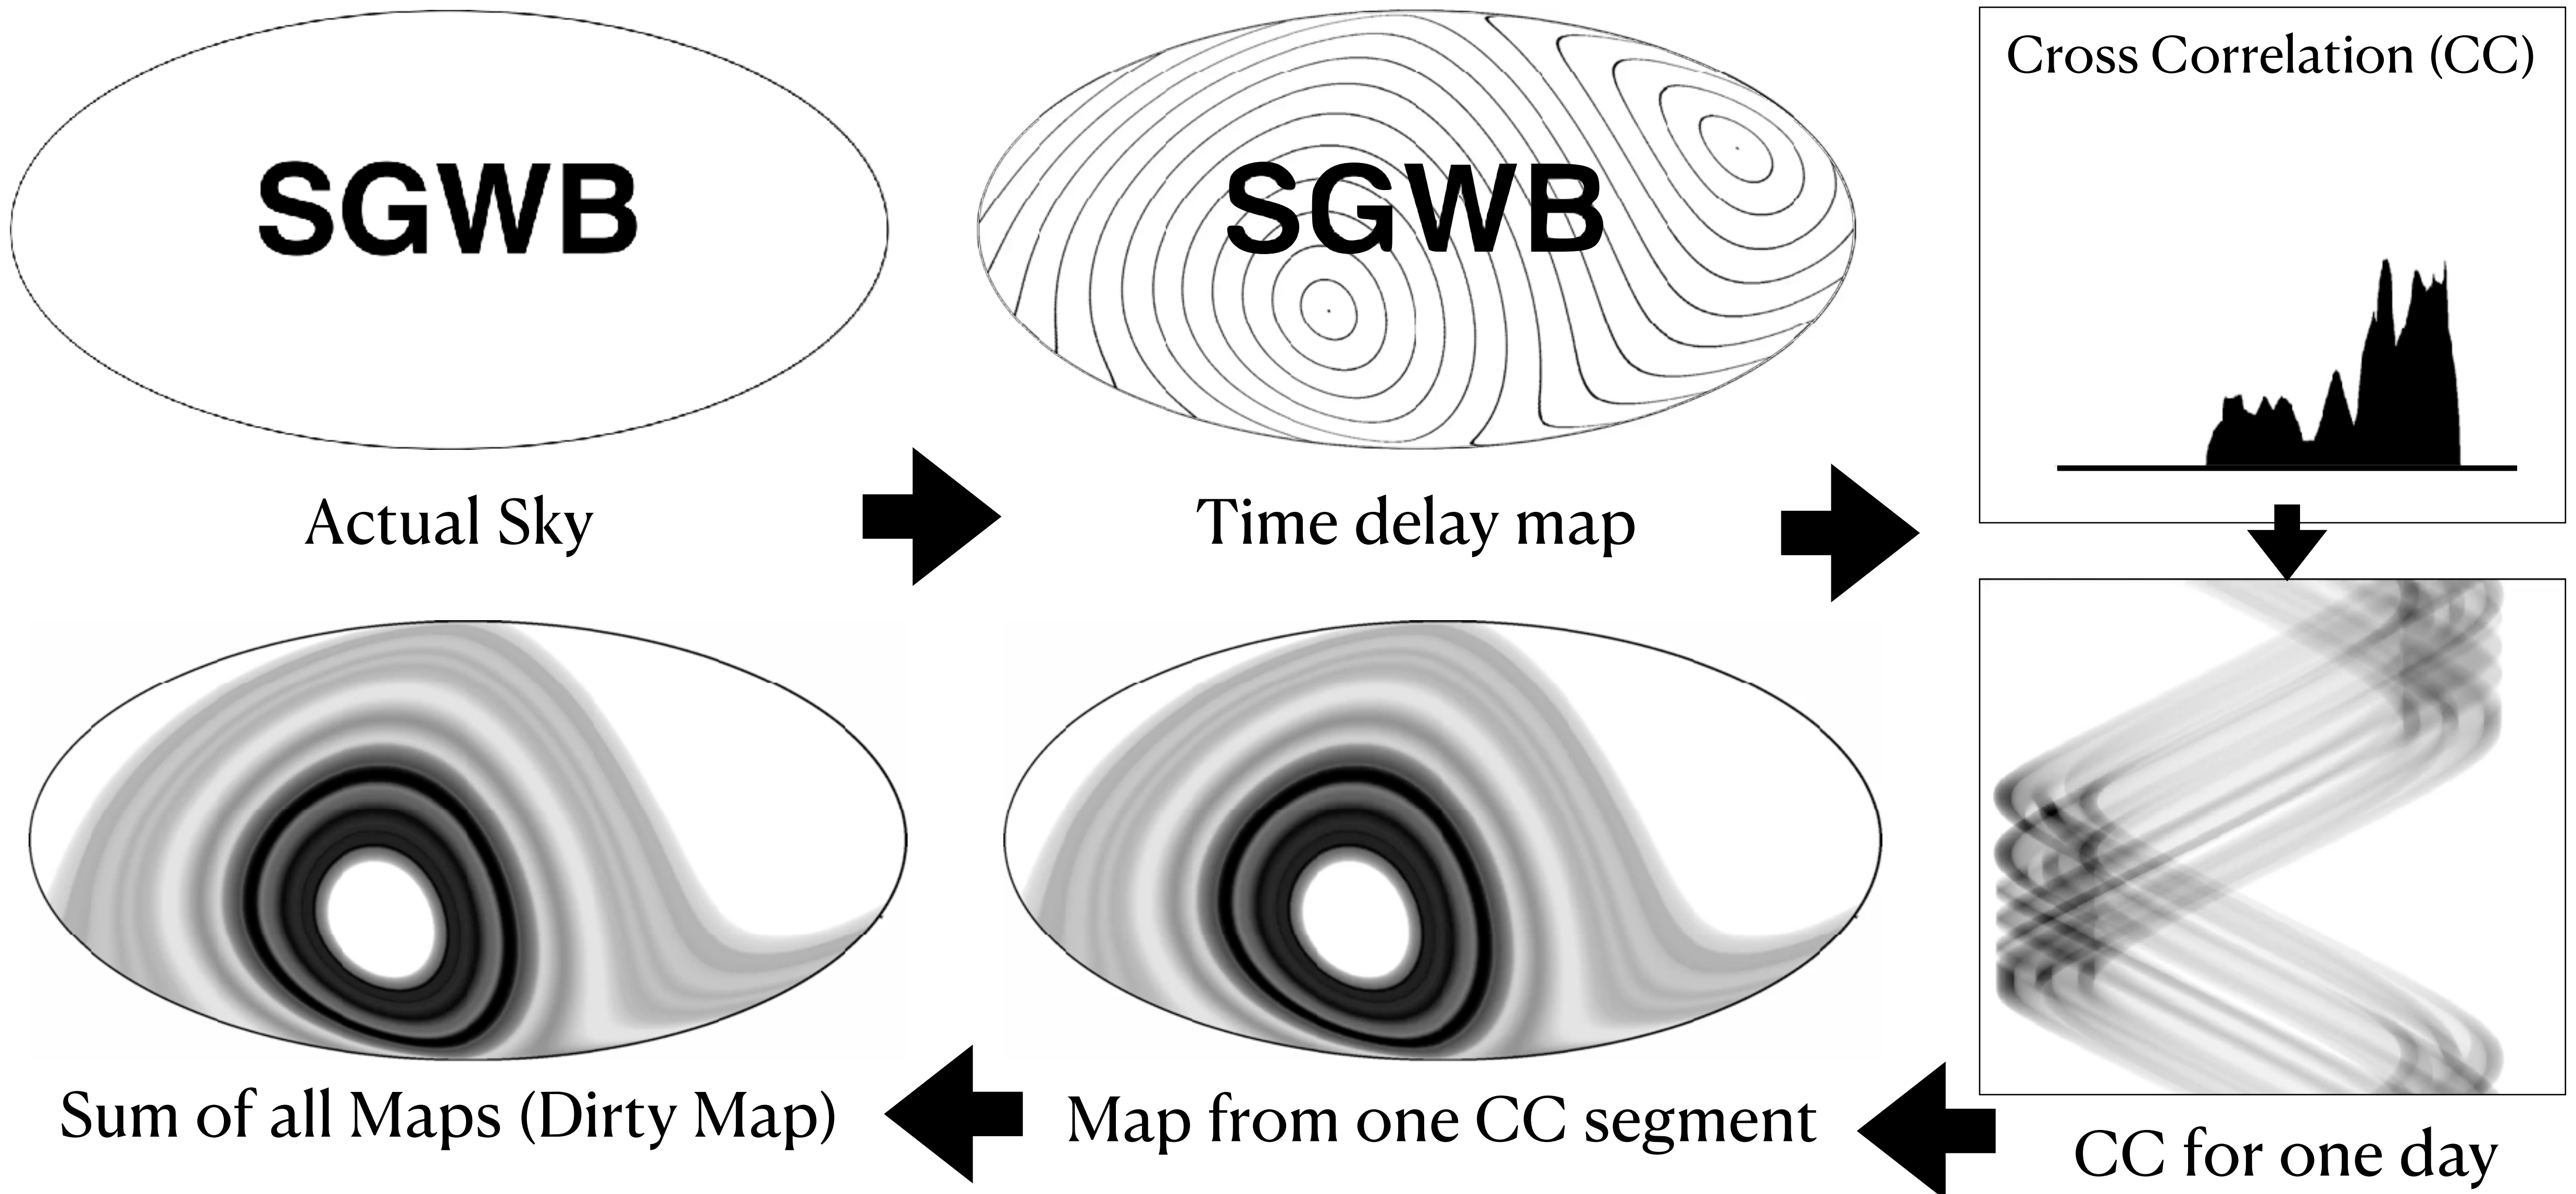 SGWB
Actual Sky
SGWB
Time delay map
Cross Correlation (CC)
CC for one day
Map from one CC segment
Sum of all Maps (Dirty Map)